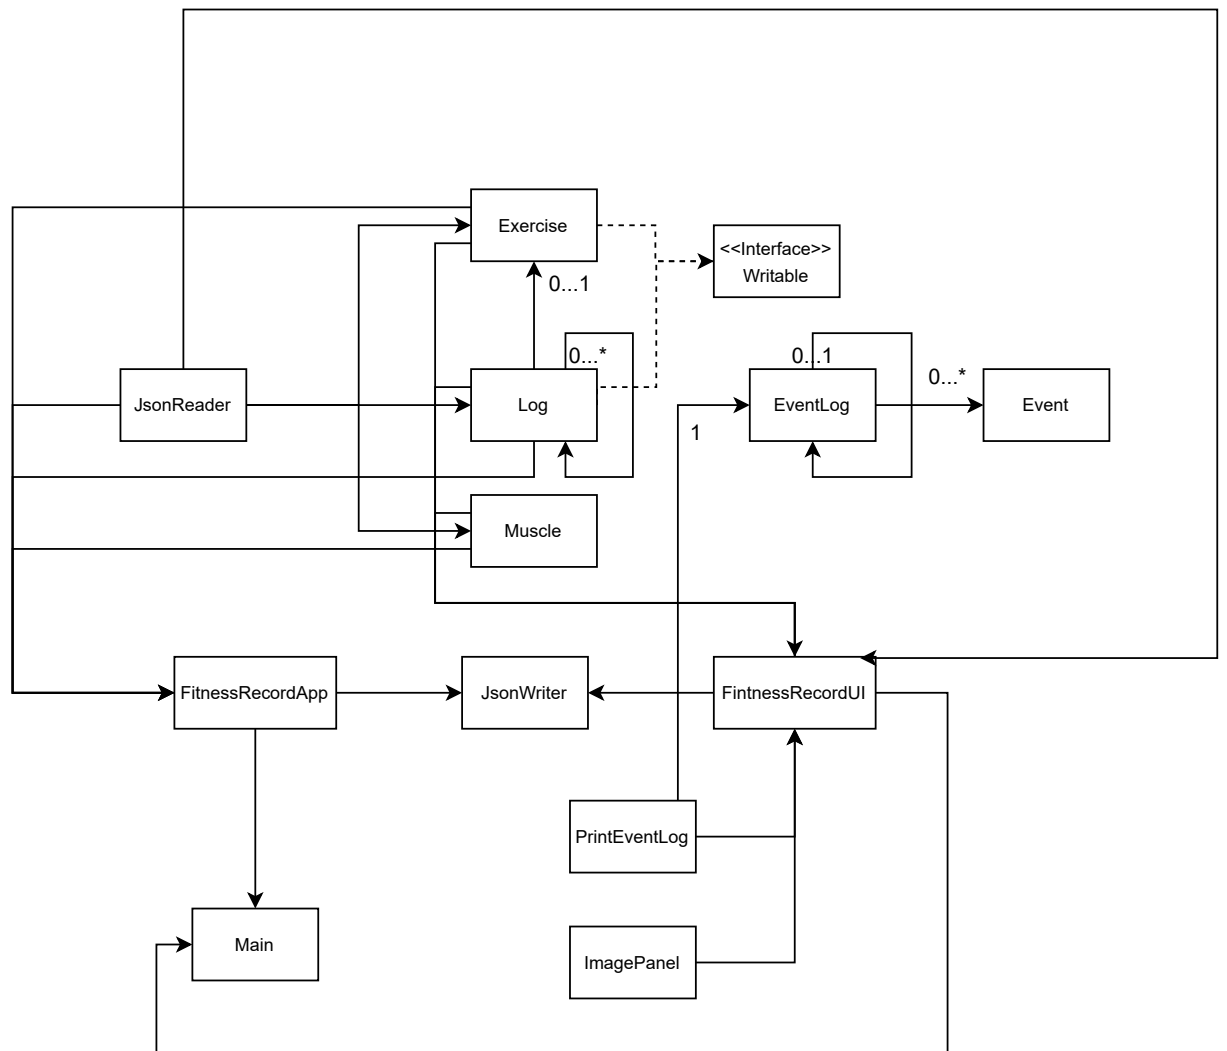 Exercise
<<Interface>>
Writable
0...1
0...*
0...1
0...*
JsonReader
Log
EventLog
Event
1
Muscle
FitnessRecordApp
JsonWriter
FintnessRecordUI
PrintEventLog
Main
ImagePanel